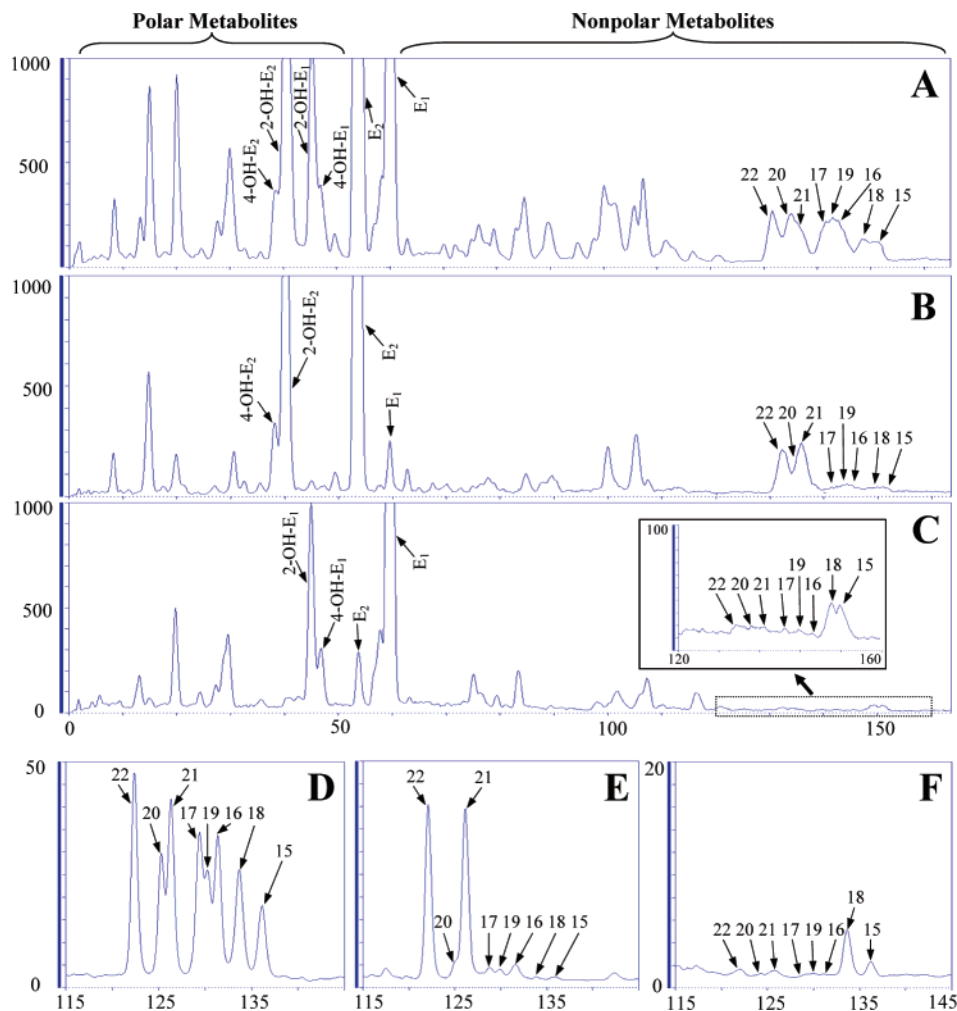 Polar Metabolites Nonpolar Metabolites
1000 500 A
4-OH-E₂ 2-OH-E₂ 2-OH-E₁ 4-OH-E₁ E₂ E₁
22 20 21 17 19 16 18 15
1000 500 B
4-OH-E₂ 2-OH-E₂ E₂ E₁
22 20 21 17 19 16 18 15
1000 500 0 C
2-OH-E₁ 4-OH-E₁ E₂ E₁
100
22 20 21 17 19 16 18 15
120 160
0 50 100 150
50 0 D
22 20 21 17 19 16 18 15
115 125 135
E
22 20 21 17 19 16 18 15
115 125 135
20 0 F
22 20 21 17 19 16 18 15
115 125 135 145